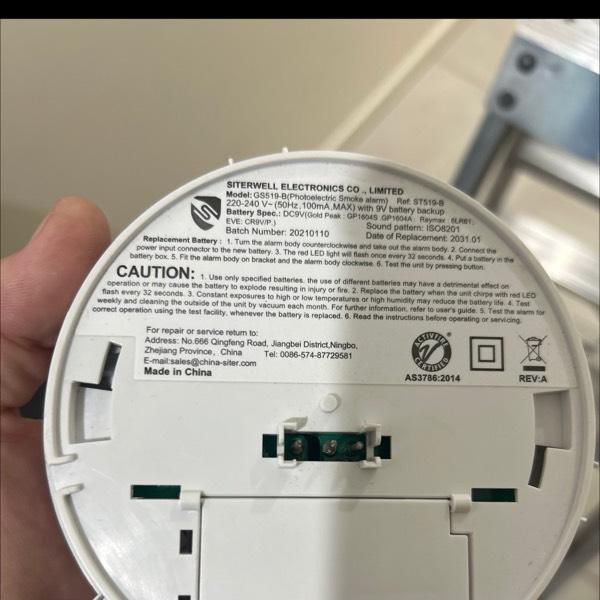 SITERWELL ELECTRONICS CO ., LIMITED
Model: GS519-B(Photoelectric Smoke alarm) Ref: ST519-B
220-240 V~ (50Hz ,100mA,MAX) with 9V battery backup
Battery Spec.: DC9V(Gold Peak : GP1604S .GP1604A ; Raymax : 6LR61;
EVE: CR9V/P.) Sound pattern: ISO8201
Batch Number: 20210110 Date of Replacement: 2031.01
Replacement Battery : 1. Turn the alarm body counterclockwise and take out the alarm body. 2. Connect the
power input connector to the new battery. 3. The red LED will flash once every 32 seconds. 4. Put a battery in the
battery box. 5. Fit the alarm body on bracket and the alarm body clockwise. 6. Test the unit by pressing button.
CAUTION: 1. Use only specified batteries. the use of different batteries may have a detrimental effect on
operation or may cause the battery to explode resulting in injury or fire. 2. Replace the battery when the unit chirps with red LED
flash every 32 seconds. 3. Constant exposures to high or low temperatures or high humidity may reduce the battery life. 4. Test
weekly and cleaning the outside of the unit by vacuum each month. For further information, refer to user's guide. 5. Test the alarm for
correct operation using the test facility, whenever the battery is replaced. 6. Read the instructions before operating or servicing.
For repair or service return to:
Address: No.666 Qingfeng Road, Jiangbei District,Ningbo,
Zhejiang Province, China Tel: 0086-574-87729581
E-mail:sales@china-siter.com
Made in China
ACTIVFIRE
CERTIFIED
AS3786:2014
REV:A